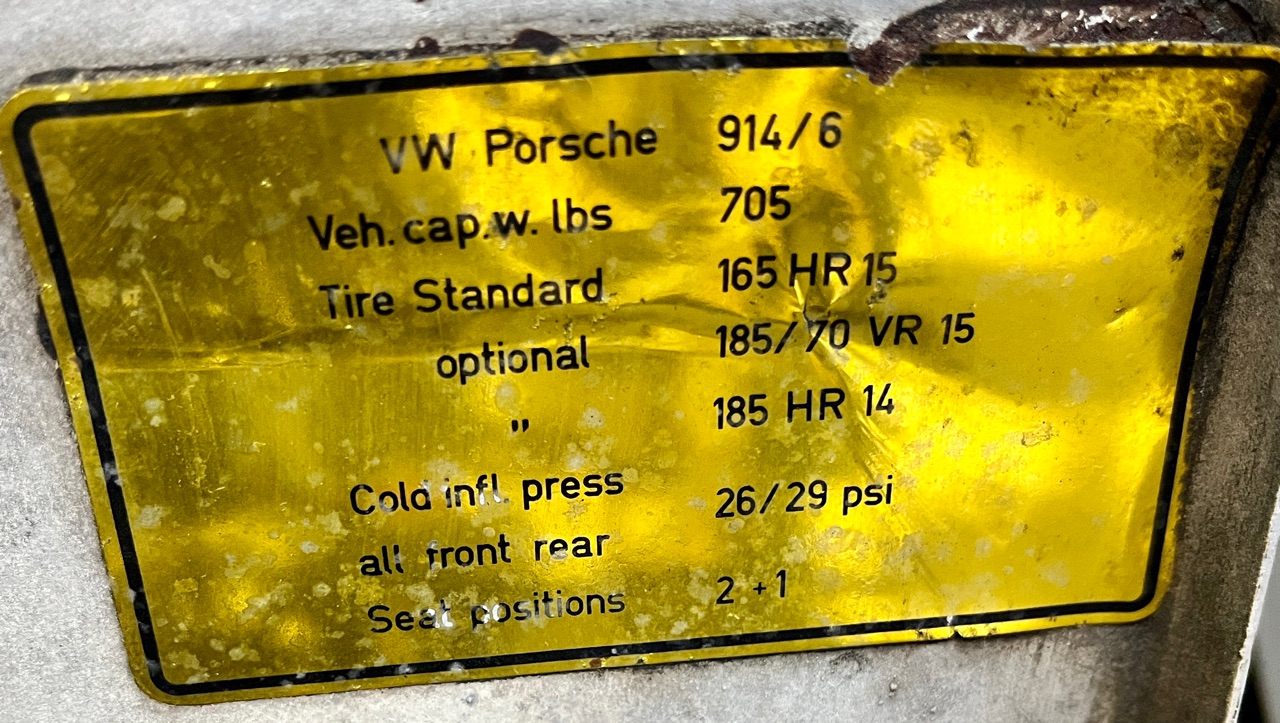 VW Porsche 914/6
Veh. cap. w. lbs 705
Tire Standard 165 HR 15
optional 185/70 VR 15
" 185 HR 14
Cold infl. press 26/29 psi
all front rear
Seat positions 2 + 1